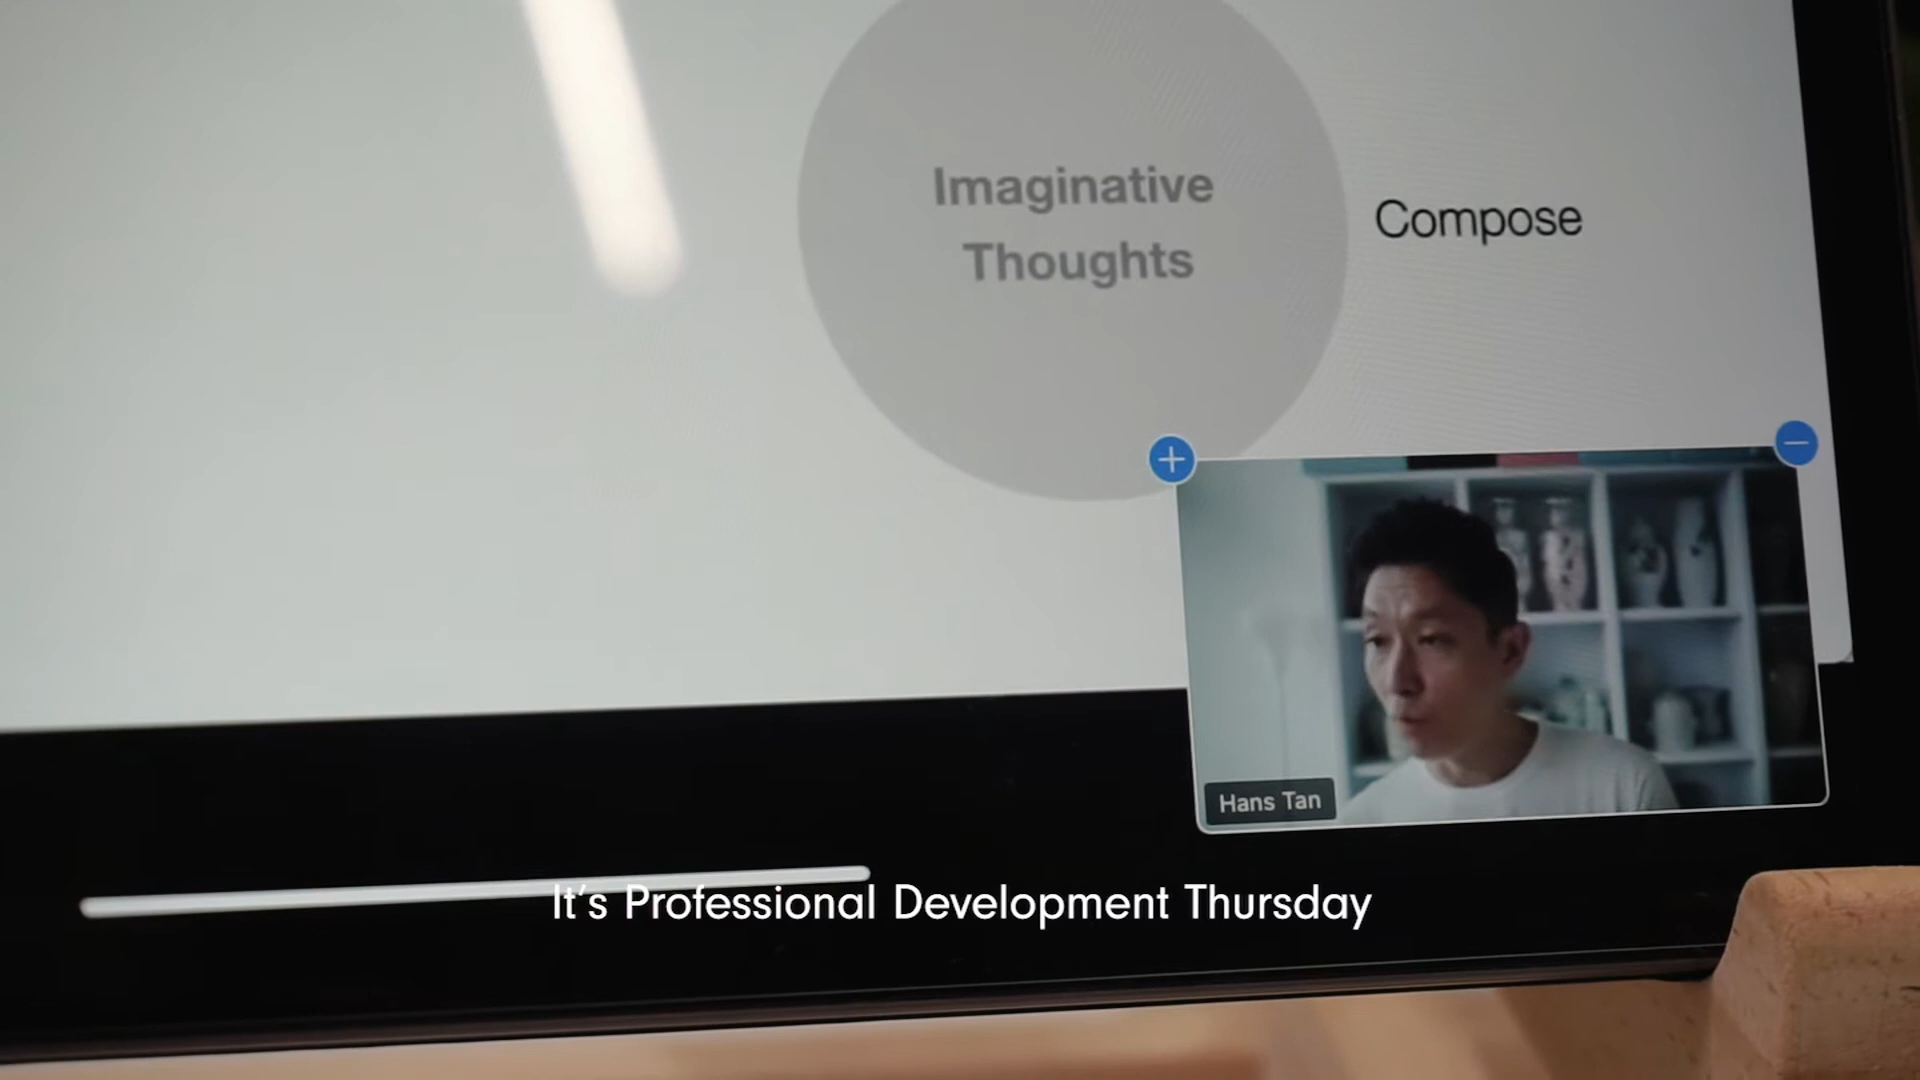 Imaginative
Thoughts
Compose
Hans Tan
It's Professional Development Thursday